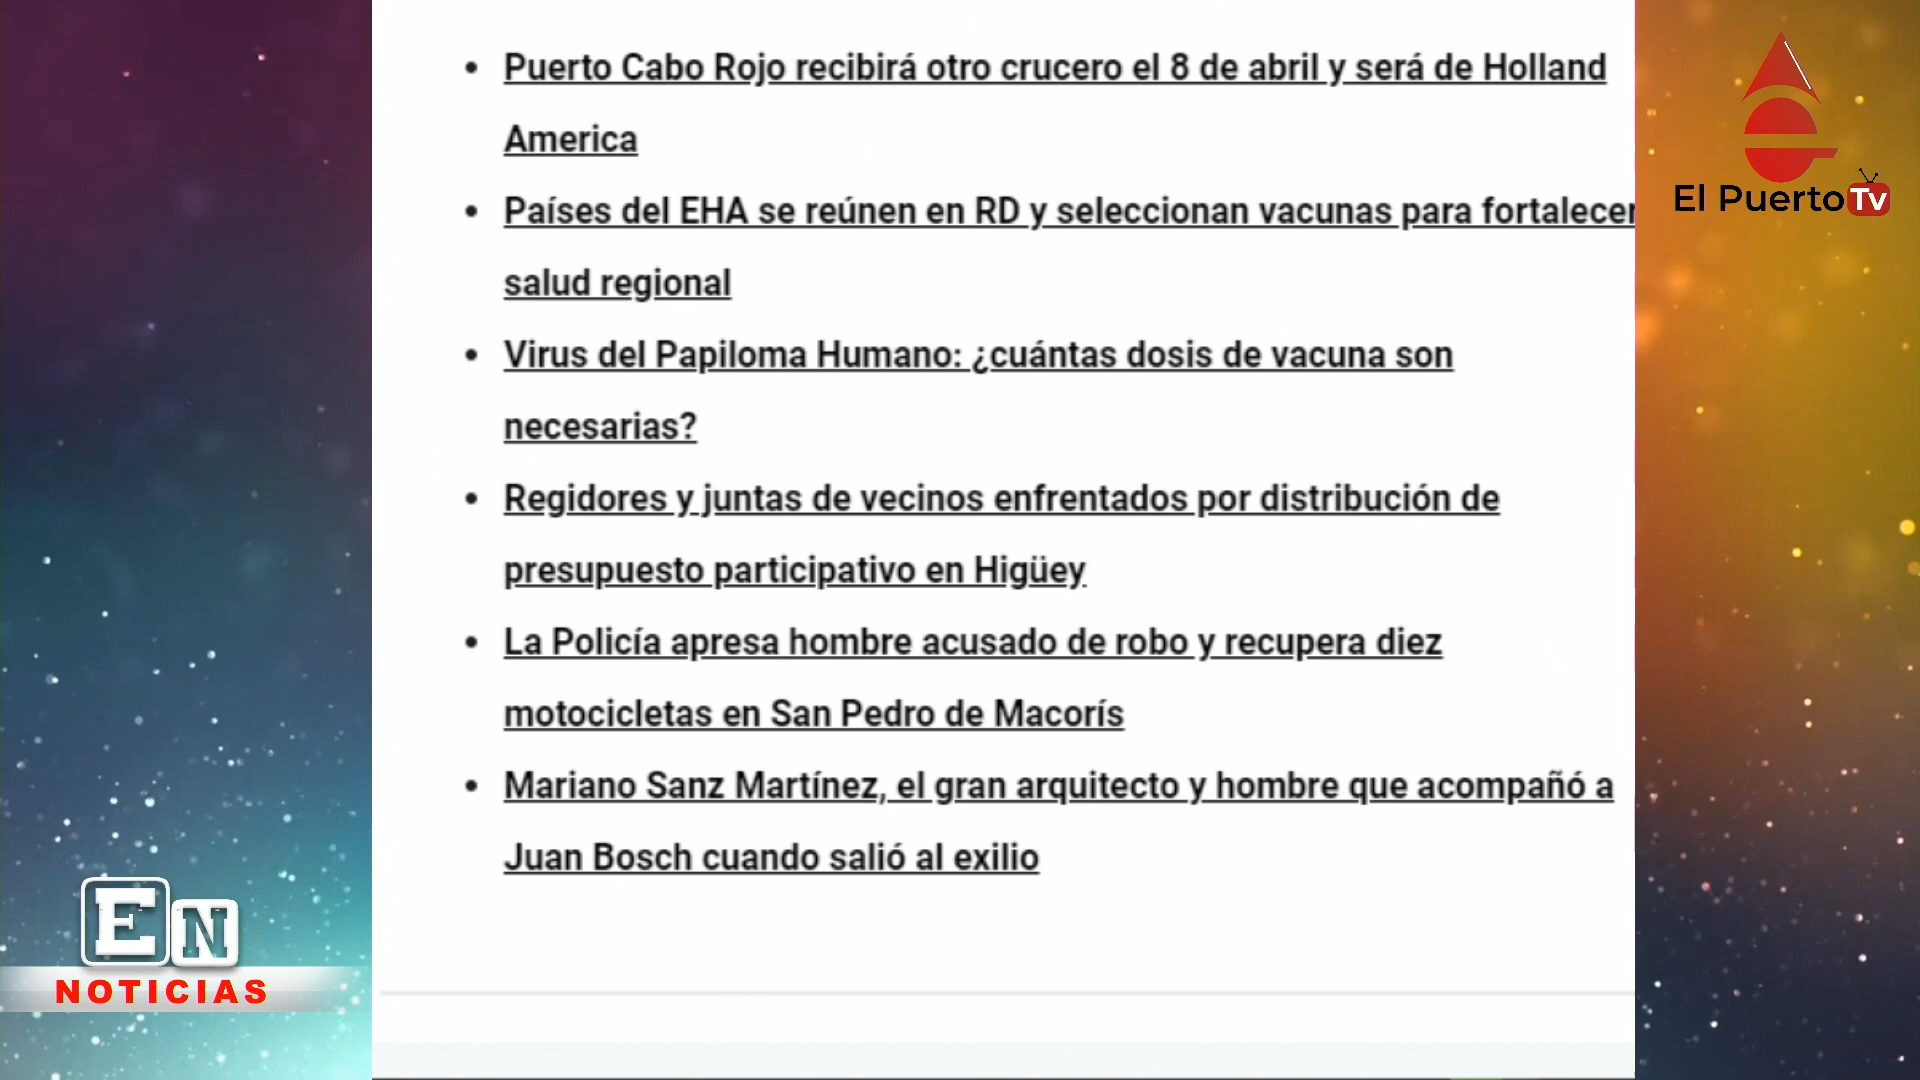 Puerto Cabo Rojo recibirá otro crucero el 8 de abril y será de Holland
America
Países del EHA se reúnen en RD y seleccionan vacunas para fortalecer
salud regional
Virus del Papiloma Humano: ¿cuántas dosis de vacuna son
necesarias?
Regidores y juntas de vecinos enfrentados por distribución de
presupuesto participativo en Higüey
La Policía apresa hombre acusado de robo y recupera diez
motocicletas en San Pedro de Macorís
Mariano Sanz Martínez, el gran arquitecto y hombre que acompañó a
Juan Bosch cuando salió al exilio
El Puerto Tv
EN
NOTICIAS